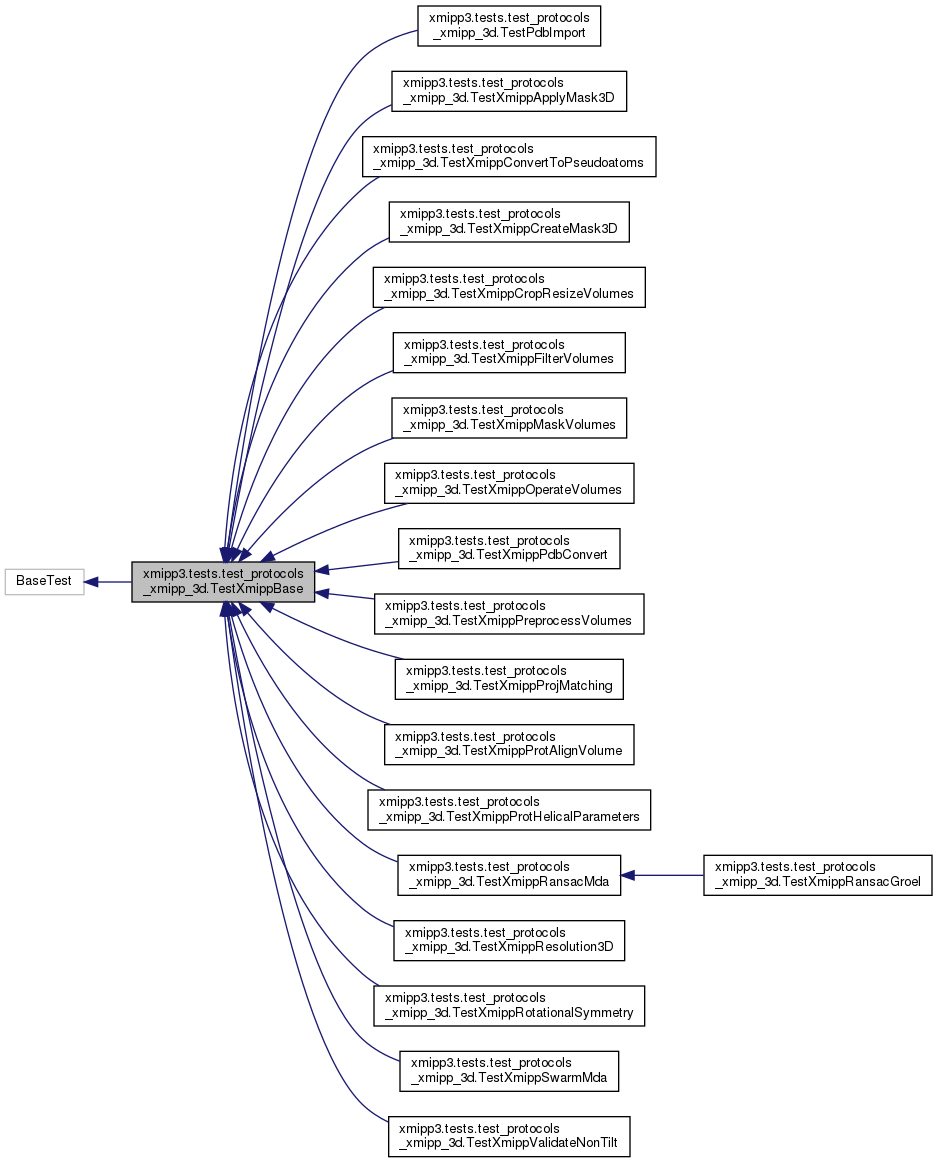 xmipp3.tests.test_protocols
_xmipp_3d.TestPdbImport
xmipp3.tests.test_protocols
_xmipp_3d.TestXmippApplyMask3D
xmipp3.tests.test_protocols
_xmipp_3d.TestXmippConvertToPseudoatoms
xmipp3.tests.test_protocols
_xmipp_3d.TestXmippCreateMask3D
xmipp3.tests.test_protocols
_xmipp_3d.TestXmippCropResizeVolumes
xmipp3.tests.test_protocols
_xmipp_3d.TestXmippFilterVolumes
xmipp3.tests.test_protocols
_xmipp_3d.TestXmippMaskVolumes
xmipp3.tests.test_protocols
_xmipp_3d.TestXmippOperateVolumes
xmipp3.tests.test_protocols
_xmipp_3d.TestXmippPdbConvert
BaseTest
xmipp3.tests.test_protocols
_xmipp_3d.TestXmippBase
xmipp3.tests.test_protocols
_xmipp_3d.TestXmippPreprocessVolumes
xmipp3.tests.test_protocols
_xmipp_3d.TestXmippProjMatching
xmipp3.tests.test_protocols
_xmipp_3d.TestXmippProtAlignVolume
xmipp3.tests.test_protocols
_xmipp_3d.TestXmippProtHelicalParameters
xmipp3.tests.test_protocols
_xmipp_3d.TestXmippRansacMda
xmipp3.tests.test_protocols
_xmipp_3d.TestXmippRansacGroel
xmipp3.tests.test_protocols
_xmipp_3d.TestXmippResolution3D
xmipp3.tests.test_protocols
_xmipp_3d.TestXmippRotationalSymmetry
xmipp3.tests.test_protocols
_xmipp_3d.TestXmippSwarmMda
xmipp3.tests.test_protocols
_xmipp_3d.TestXmippValidateNonTilt